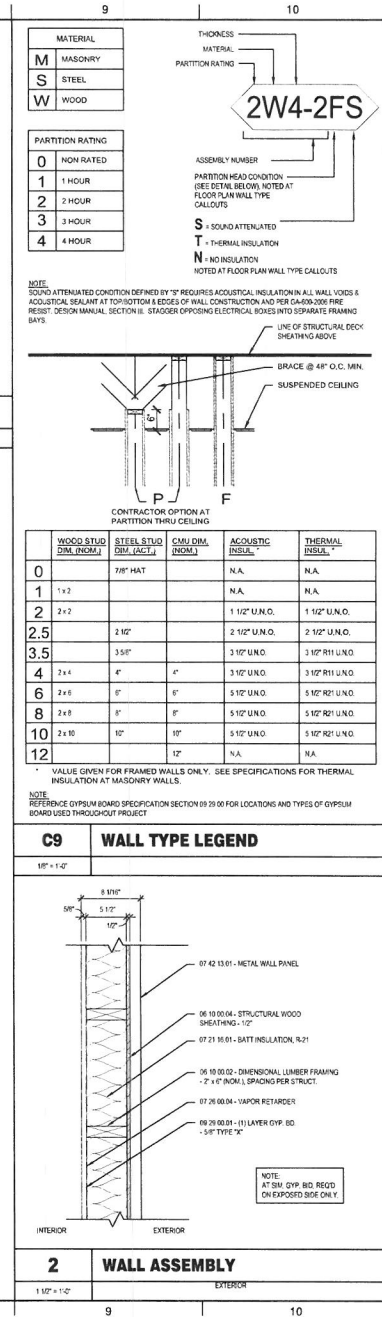 9 10
MATERIAL
M MASONRY
S STEEL
W WOOD
THICKNESS
MATERIAL
PARTITION RATING
2W4-2FS
PARTITION RATING
0 NON RATED
1 1 HOUR
2 2 HOUR
3 3 HOUR
4 4 HOUR
ASSEMBLY NUMBER
PARTITION HEAD CONDITION
(SEE DETAIL BELOW), NOTED AT
FLOOR PLAN WALL TYPE
CALLOUTS
S = SOUND ATTENUATED
T = THERMAL INSULATION
N = NO INSULATION
NOTED AT FLOOR PLAN WALL TYPE CALLOUTS
NOTE:
SOUND ATTENUATED CONDITION DEFINED BY "S" REQUIRES ACOUSTICAL INSULATION IN ALL WALL VOIDS &
ACOUSTICAL SEALANT AT TOP/BOTTOM & EDGES OF WALL CONSTRUCTION AND PER GA-600-2006 FIRE
RESIST. DESIGN MANUAL, SECTION III. STAGGER OPPOSING ELECTRICAL BOXES INTO SEPARATE FRAMING
BAYS.
LINE OF STRUCTURAL DECK
SHEATHING ABOVE
BRACE @ 48" O.C. MIN.
SUSPENDED CEILING
6"
P F
CONTRACTOR OPTION AT
PARTITION THRU CEILING
WOOD STUD DIM. (NOM.) STEEL STUD DIM. (ACT.) CMU DIM. (NOM.) ACOUSTIC INSUL. * THERMAL INSUL. *
0 7/8" HAT N.A. N.A.
1 1 x 2 N.A. N.A.
2 2 x 2 1 1/2" U.N.O. 1 1/2" U.N.O.
2.5 2 1/2" 2 1/2" U.N.O. 2 1/2" U.N.O.
3.5 3 5/8" 3 1/2" U.N.O. 3 1/2" R11 U.N.O.
4 2 x 4 4" 4" 3 1/2" U.N.O. 3 1/2" R11 U.N.O.
6 2 x 6 6" 6" 5 1/2" U.N.O. 5 1/2" R21 U.N.O.
8 2 x 8 8" 8" 5 1/2" U.N.O. 5 1/2" R21 U.N.O.
10 2 x 10 10" 10" 5 1/2" U.N.O. 5 1/2" R21 U.N.O.
12 12" N.A. N.A.
* VALUE GIVEN FOR FRAMED WALLS ONLY. SEE SPECIFICATIONS FOR THERMAL
INSULATION AT MASONRY WALLS.
NOTE:
REFERENCE GYPSUM BOARD SPECIFICATION SECTION 09 29 00 FOR LOCATIONS AND TYPES OF GYPSUM
BOARD USED THROUGHOUT PROJECT
C9 WALL TYPE LEGEND
1/8" = 1'-0"
8 1/16"
5/8" 5 1/2"
1/2"
07 42 13.01 - METAL WALL PANEL
06 10 00.04 - STRUCTURAL WOOD
SHEATHING - 1/2"
07 21 16.01 - BATT INSULATION, R-21
06 10 00.02 - DIMENSIONAL LUMBER FRAMING
- 2" x 6" (NOM.), SPACING PER STRUCT.
07 26 00.04 - VAPOR RETARDER
09 29 00.01 - (1) LAYER GYP. BD.
- 5/8" TYPE "X"
NOTE:
AT SIM, GYP. BD. REQ'D
ON EXPOSED SIDE ONLY.
INTERIOR EXTERIOR
2 WALL ASSEMBLY
1 1/2" = 1'-0" EXTERIOR
9 10